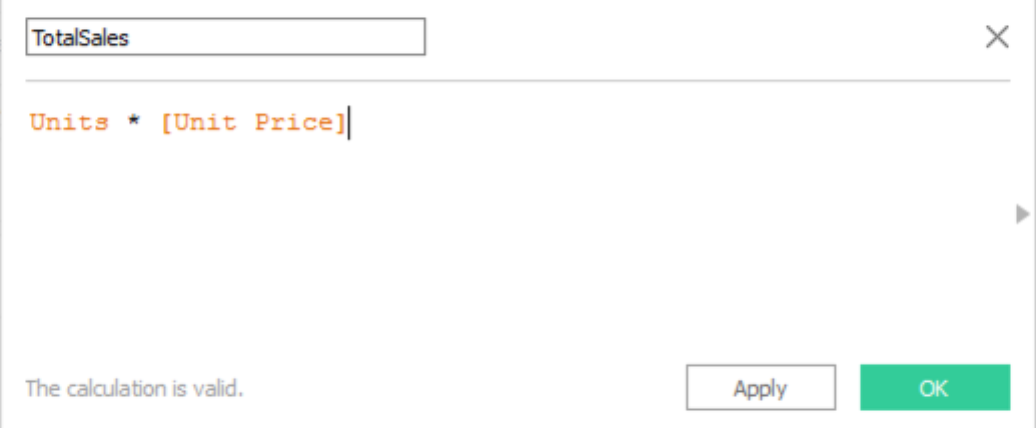 TotalSales
Units * [Unit Price]
The calculation is valid.
Apply
OK